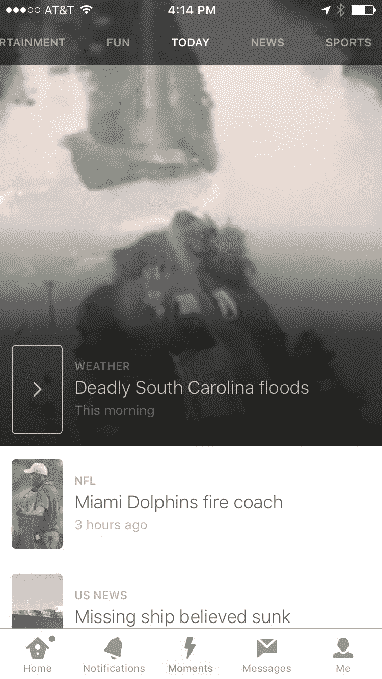 AT&T 4:14 PM
RTAINMENT FUN TODAY NEWS SPORTS
WEATHER
Deadly South Carolina floods
This morning
NFL
Miami Dolphins fire coach
3 hours ago
US NEWS
Missing ship believed sunk
Home Notifications Moments Messages Me